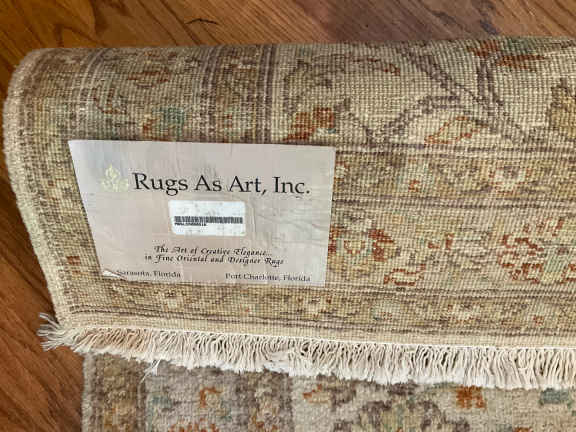 Rugs As Art, Inc.
The Art of Creative Elegance...
in Fine Oriental and Designer Rugs
Sarasota, Florida
Port Charlotte, Florida